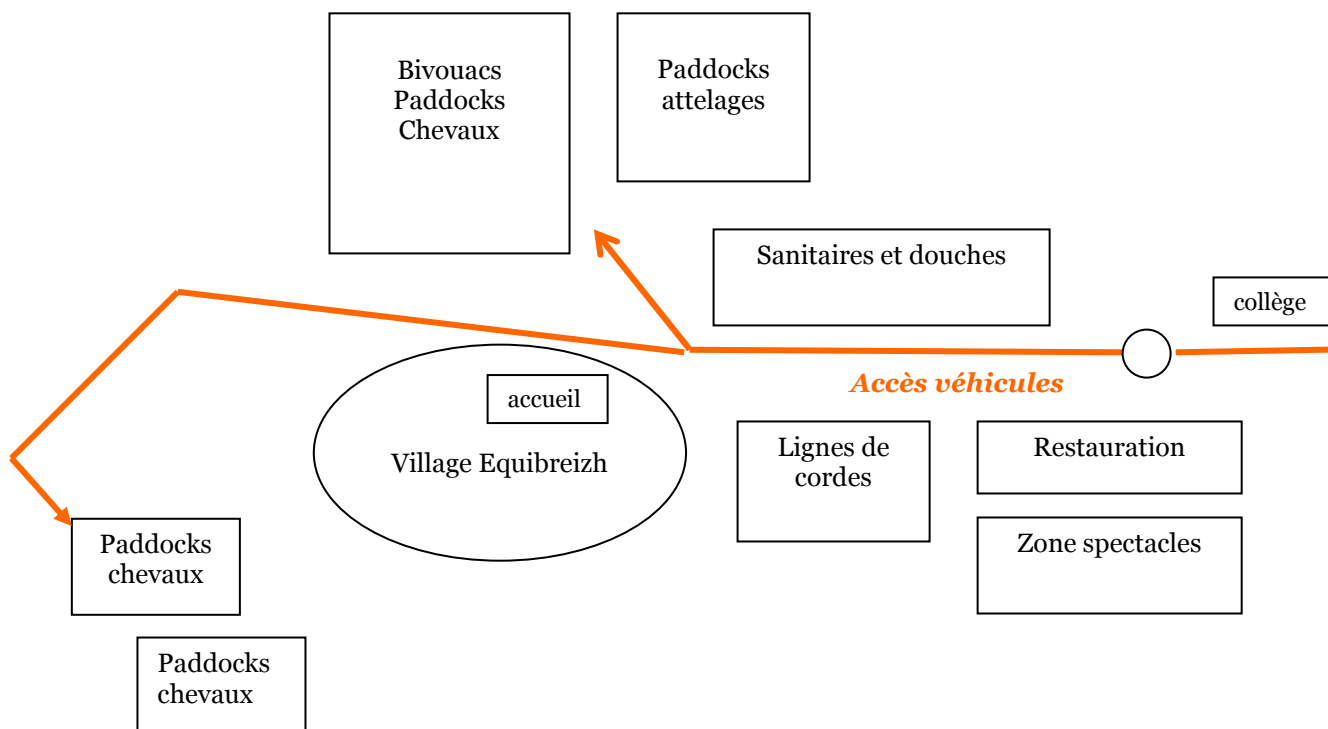 Bivouacs
Paddocks
Chevaux
Paddocks
attelages
Sanitaires et douches
collège
Accès véhicules
accueil
Village Equibreizh
Lignes de
cordes
Restauration
Zone spectacles
Paddocks
chevaux
Paddocks
chevaux